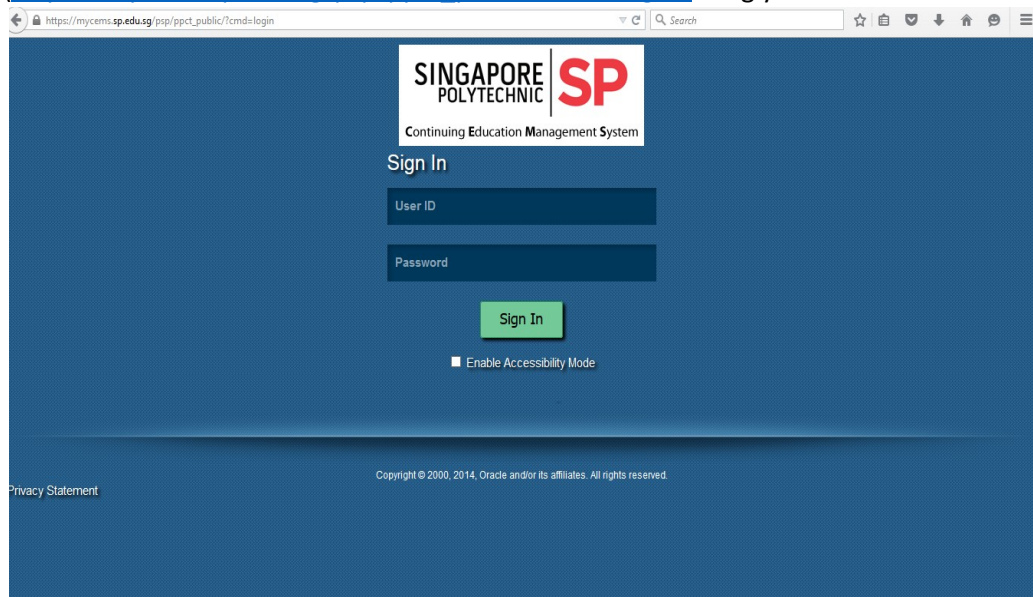 https://mycems.sp.edu.sg/psp/ppct_public/?cmd=login
Search
SINGAPORE
POLYTECHNIC
SP
Continuing Education Management System
Sign In
User ID
Password
Sign In
Enable Accessibility Mode
Copyright © 2000, 2014, Oracle and/or its affiliates. All rights reserved.
Privacy Statement